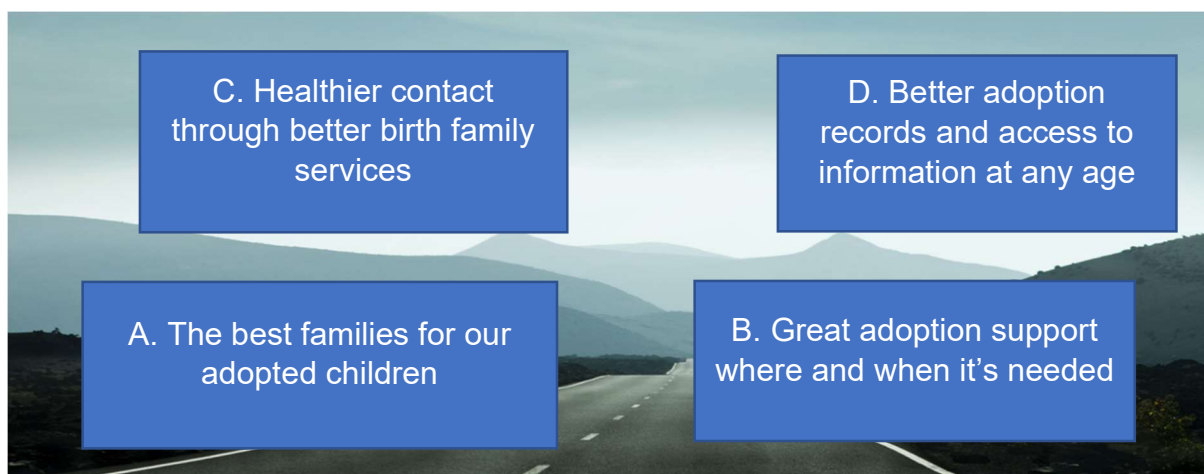 C. Healthier contact
through better birth family
services
D. Better adoption
records and access to
information at any age
A. The best families for our
adopted children
B. Great adoption support
where and when it’s needed